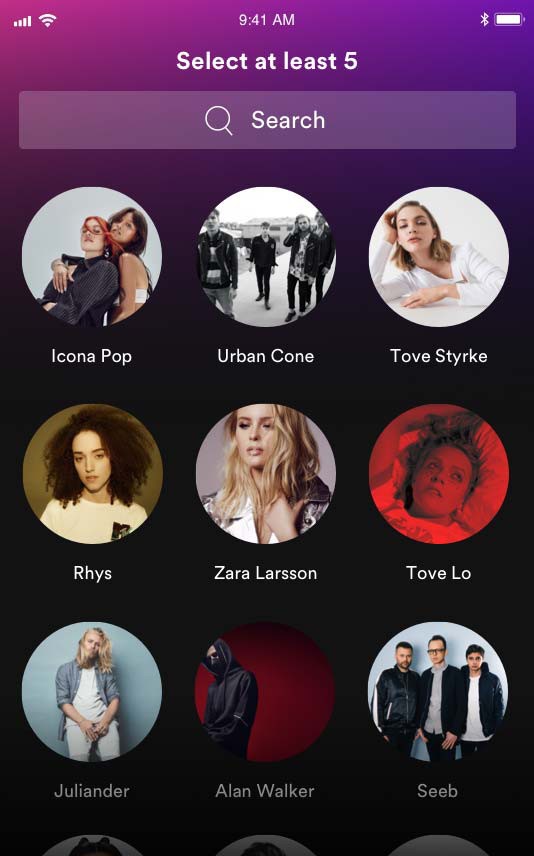 9:41 AM
Select at least 5
Search
Icona Pop
Urban Cone
Tove Styrke
Rhys
Zara Larsson
Tove Lo
Juliander
Alan Walker
Seeb